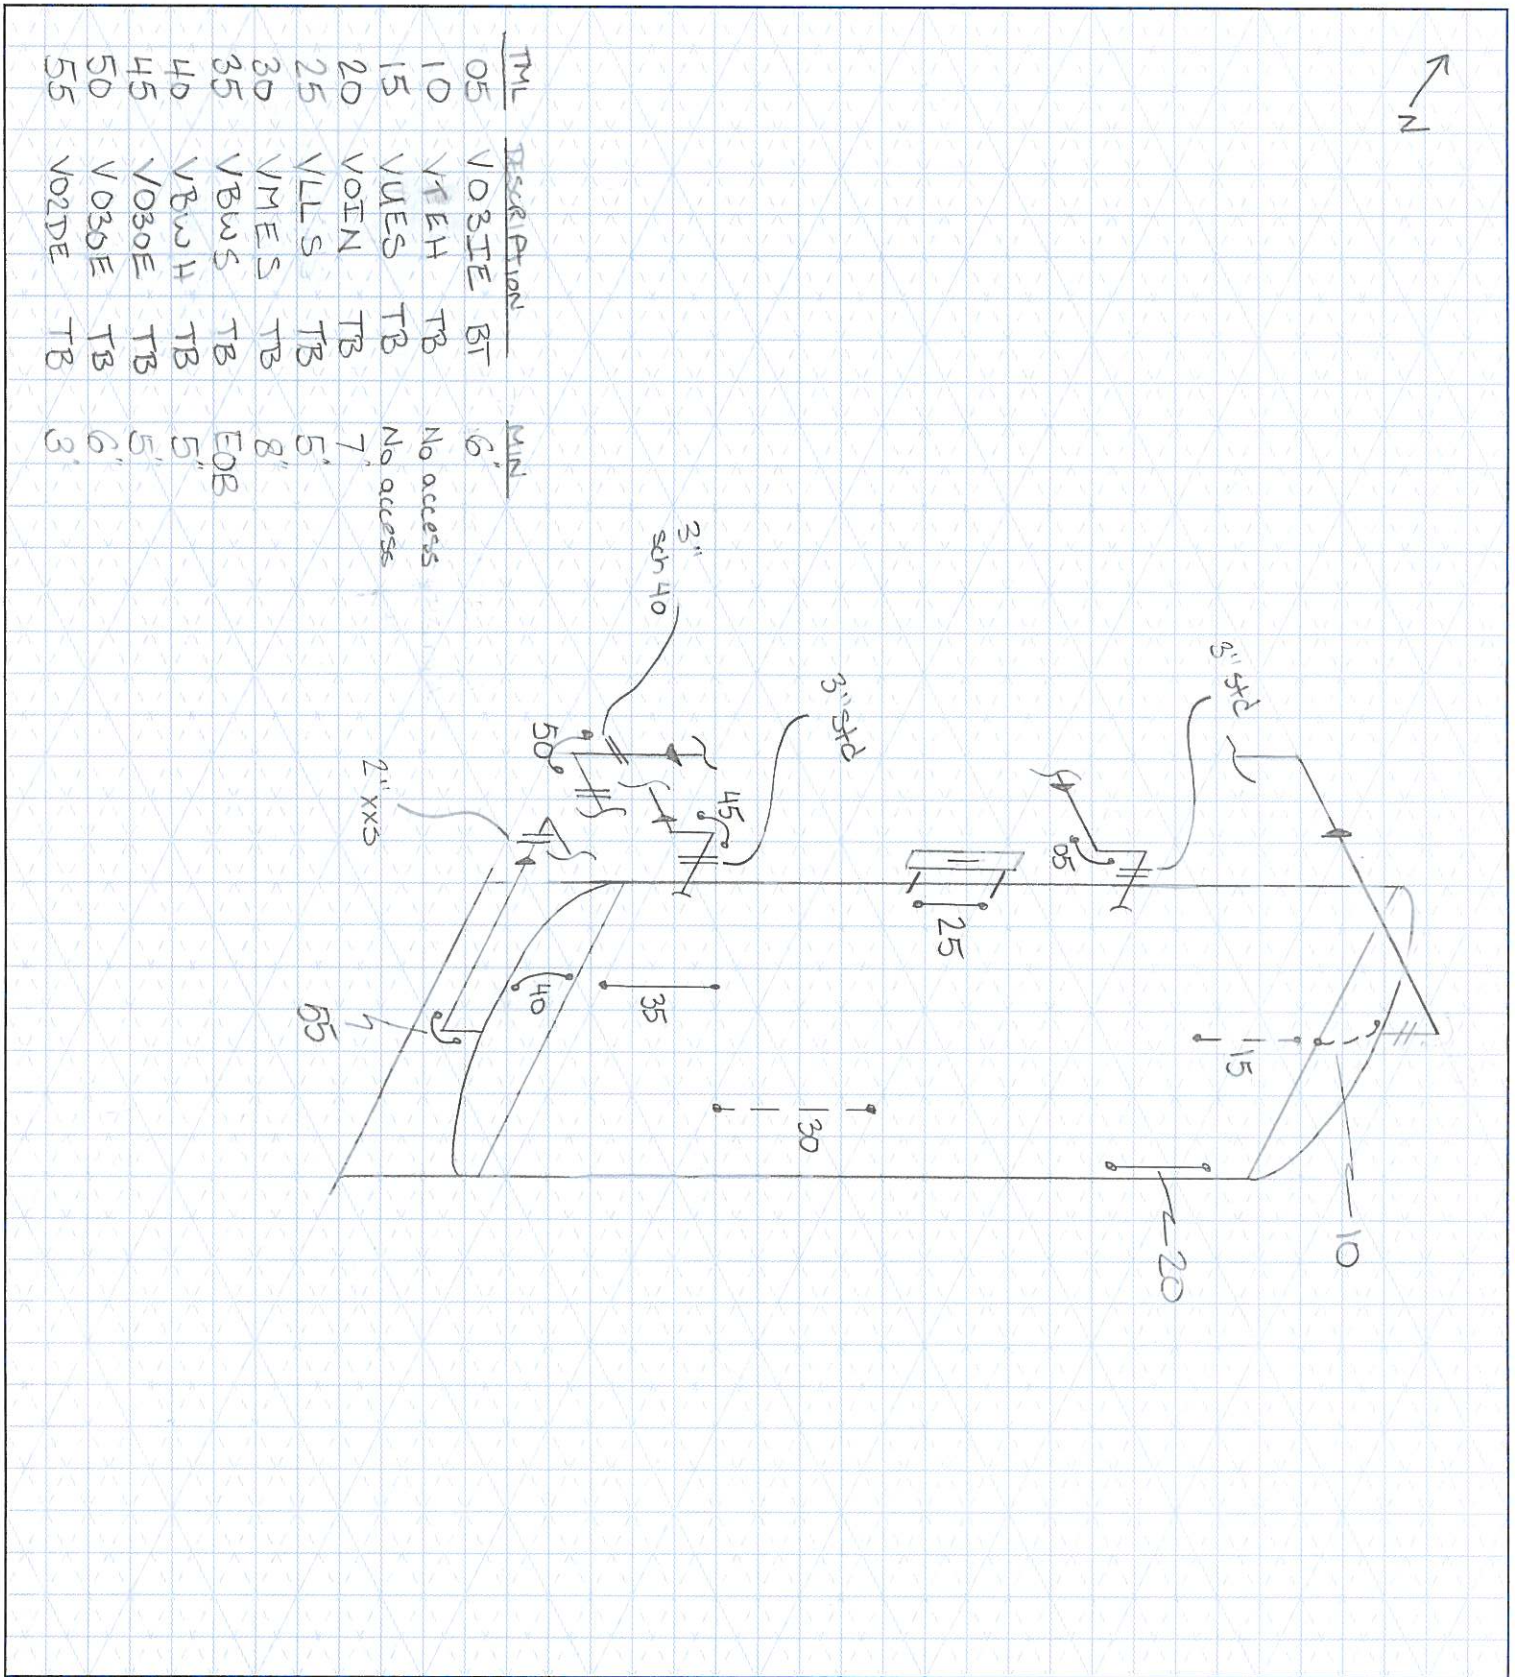 N
TML DESCRIPTION MIN
05 VO3IE BT 6"
10 VTEH TB No access
15 VUES TB No access
20 VOIN TB 7"
25 VLLS TB 5"
30 VMES TB 8"
35 VBWS TB EOB
40 VBWH TB 5"
45 VO3OE TB 5"
50 VO3OE TB 6"
55 VO2DE TB 3"
3" std
3" std
3"
sch 40
2" xxs
05
10
15
20
25
30
35
40
45
50
55